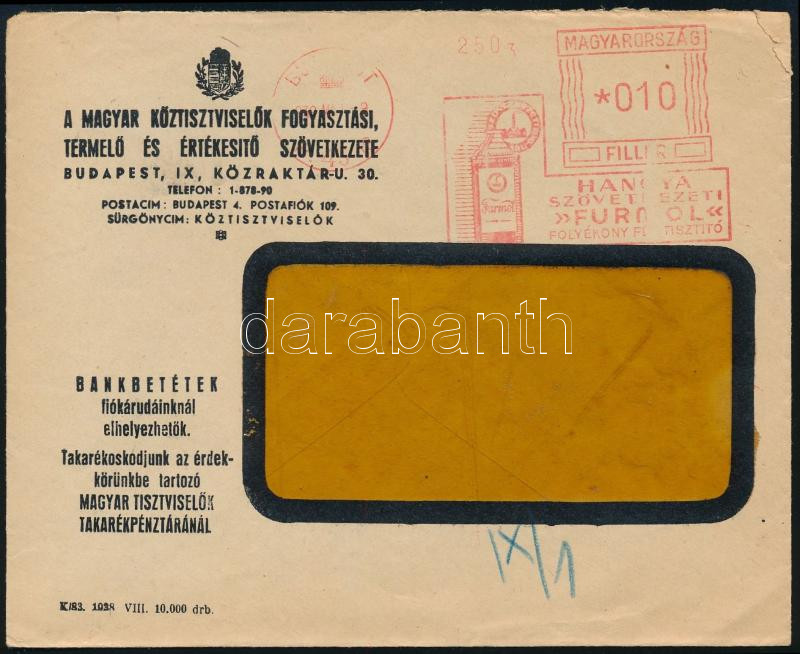 A MAGYAR KÖZTISZTVISELŐK FOGYASZTÁSI,
TERMELŐ ÉS ÉRTÉKESITŐ SZÖVETKEZETE
BUDAPEST, IX, KÖZRAKTÁR-U. 30.
TELEFON : 1-878-90
POSTACIM : BUDAPEST 4. POSTAFIÓK 109.
SÜRGÖNYCIM : KÖZTISZTVISELŐK
250
MAGYARORSZÁG
*010
FILLÉR
Furmol
HANGYA
SZÖVETKEZETI
»FURMOL«
FOLYÉKONY FÉMTISZTITÓ
darabanth
BANKBETÉTEK
fiókárudáinknál
elhelyezhetők.
Takarékoskodjunk az érdek-
körünkbe tartozó
MAGYAR TISZTVISELŐK
TAKARÉKPÉNZTÁRÁNÁL
IX/1
K/83. 1938 VIII. 10.000 drb.